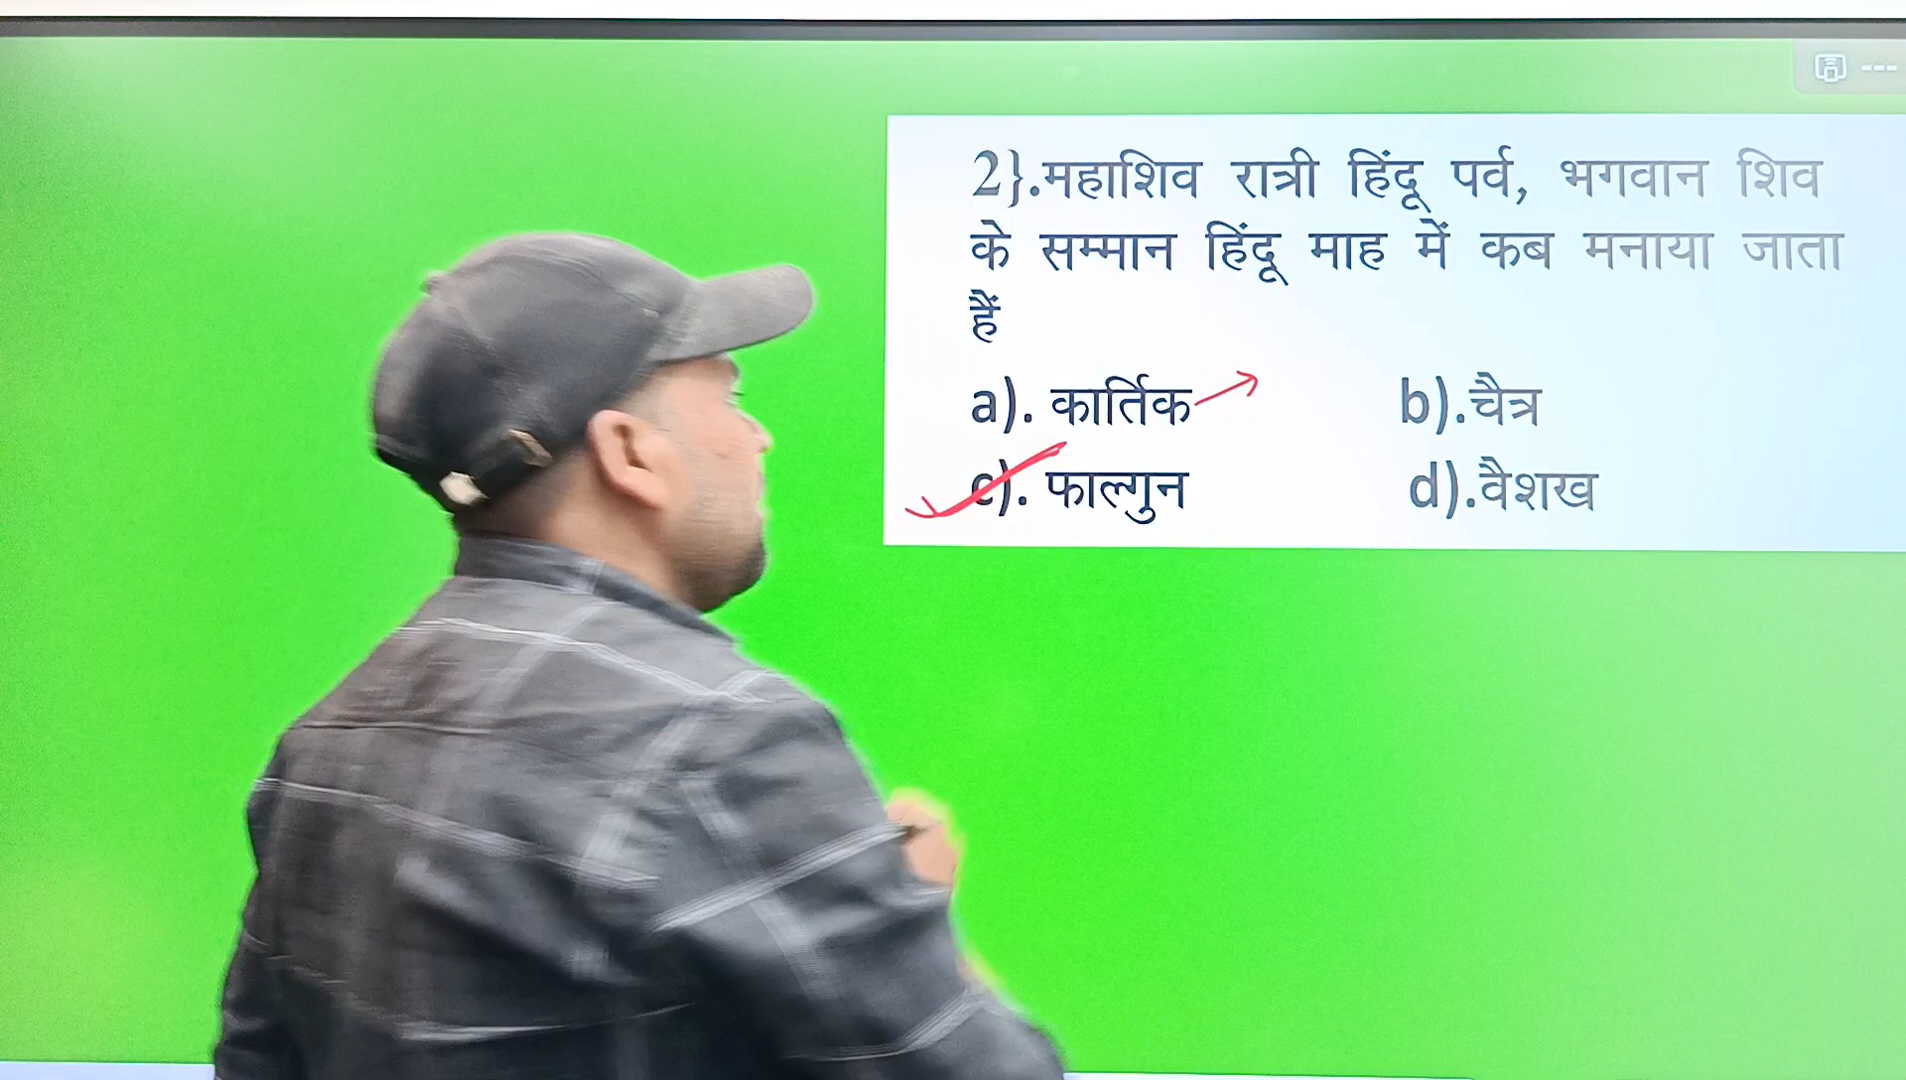 2}.महाशिव रात्री हिंदू पर्व, भगवान शिव
के सम्मान हिंदू माह में कब मनाया जाता
हैं
a). कार्तिक b).चैत्र
c). फाल्गुन d).वैशख